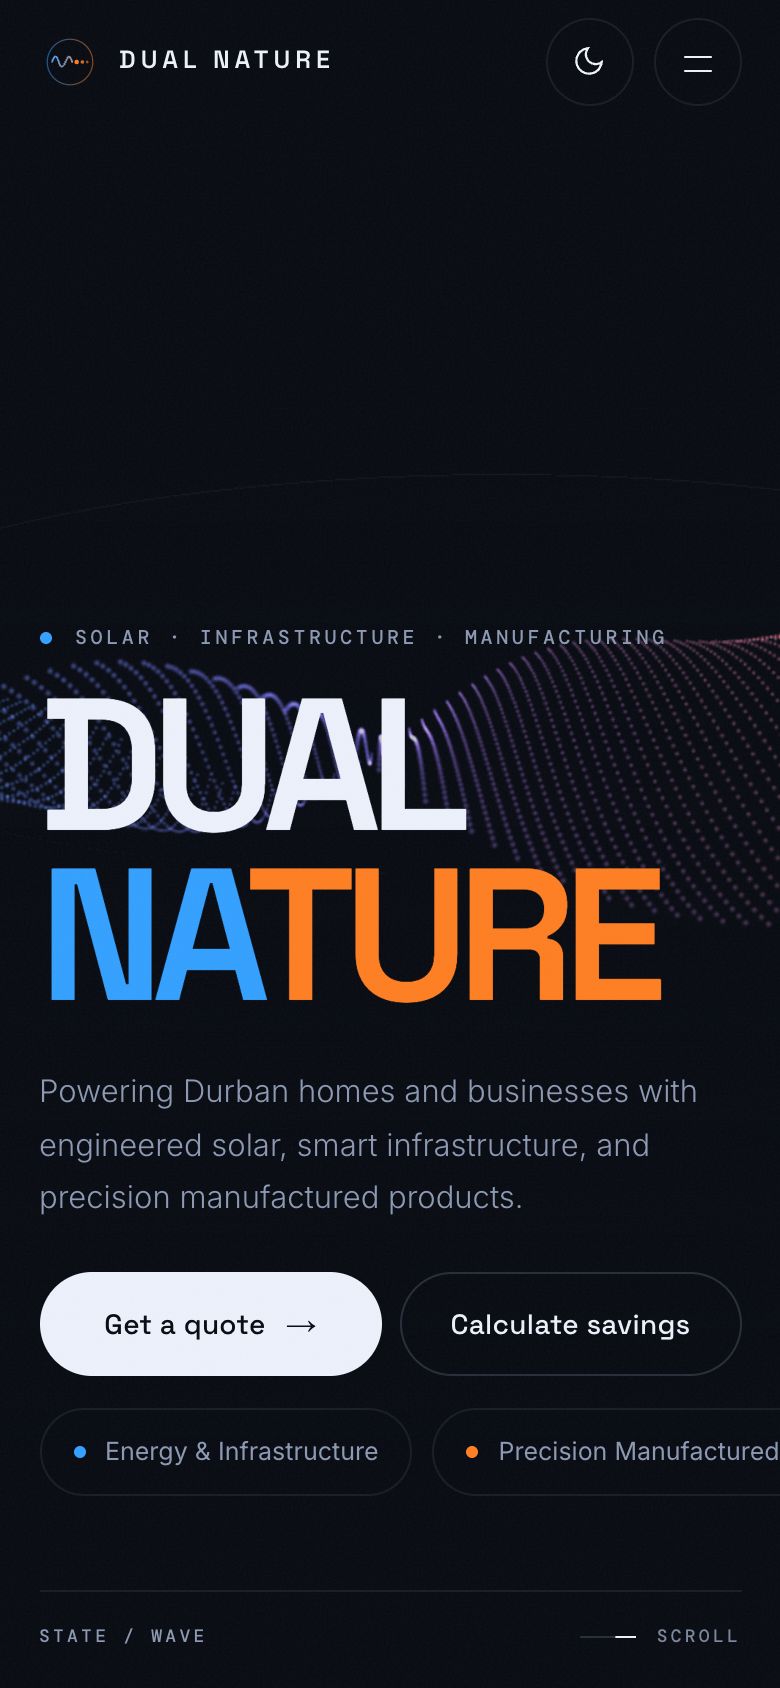 DUAL NATURE
SOLAR · INFRASTRUCTURE · MANUFACTURING
DUAL
NATURE
Powering Durban homes and businesses with
engineered solar, smart infrastructure, and
precision manufactured products.
Get a quote →
Calculate savings
Energy & Infrastructure
Precision Manufactured
STATE / WAVE
SCROLL